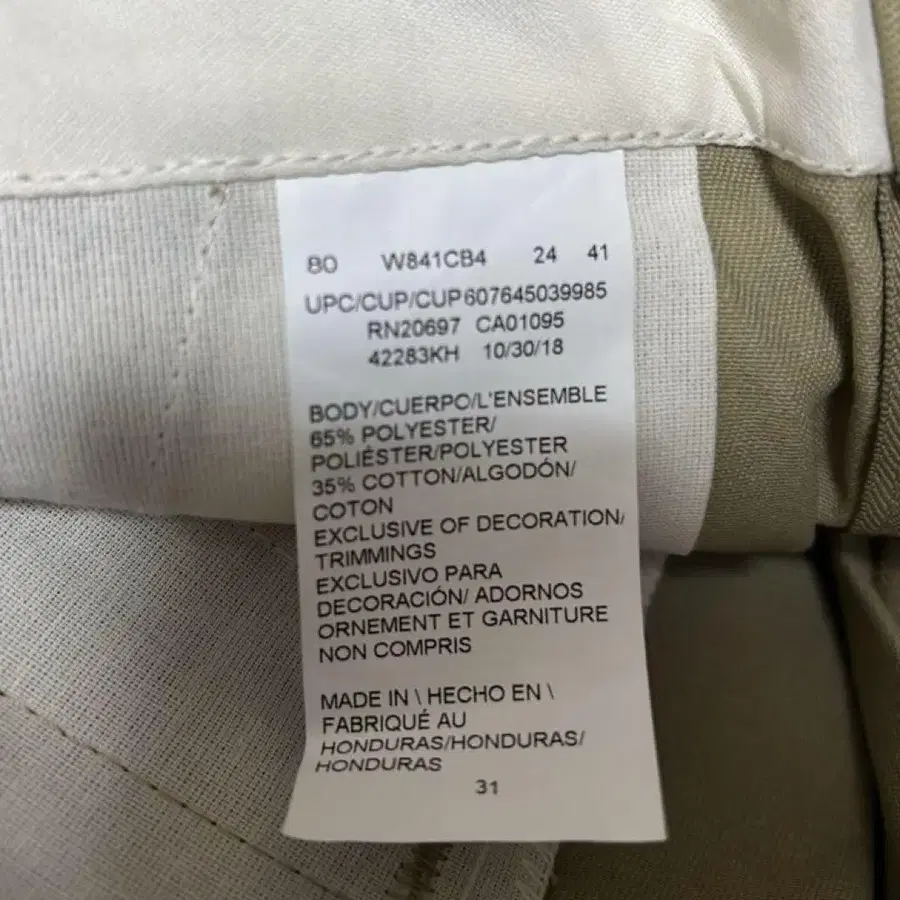 80 W841CB4 24 41
UPC/CUP/CUP607645039985
RN20697 CA01095
42283KH 10/30/18
BODY/CUERPO/L'ENSEMBLE
65% POLYESTER/
POLIÉSTER/POLYESTER
35% COTTON/ALGODÓN/
COTON
EXCLUSIVE OF DECORATION/
TRIMMINGS
EXCLUSIVO PARA
DECORACIÓN/ ADORNOS
ORNEMENT ET GARNITURE
NON COMPRIS
MADE IN \ HECHO EN \
FABRIQUÉ AU
HONDURAS/HONDURAS/
HONDURAS
31